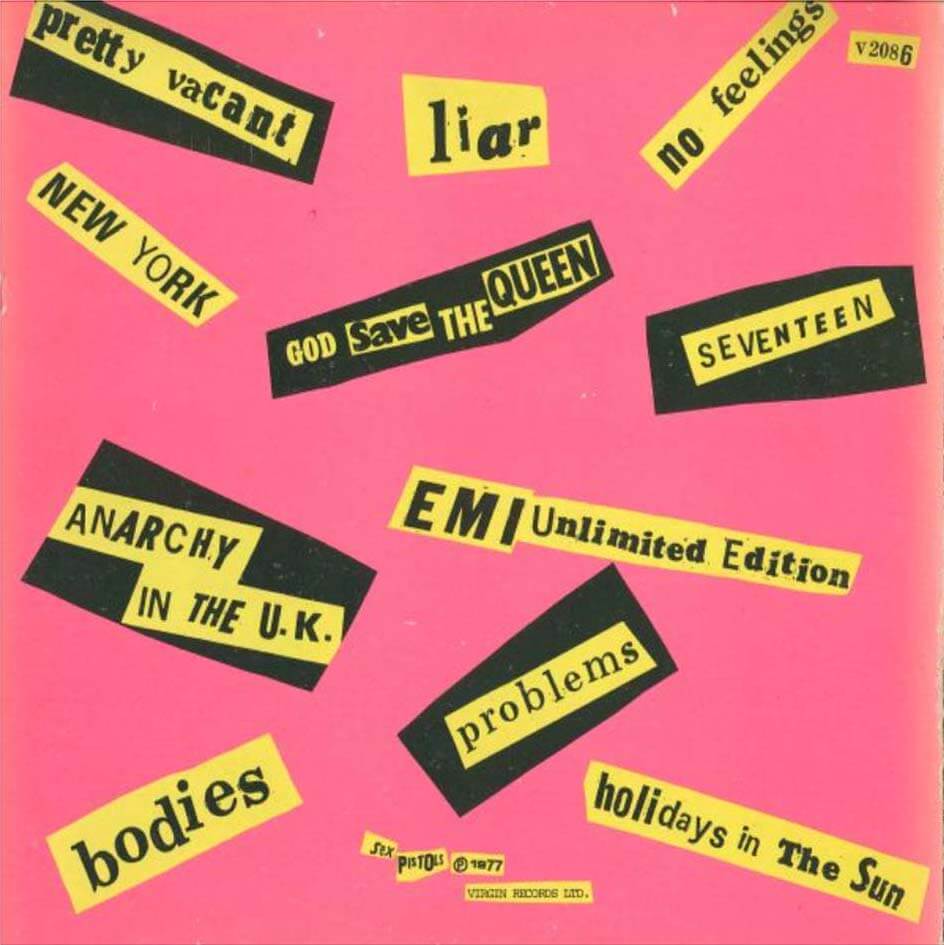 pretty vacant
liar
no feelings
V2086
NEW YORK
GOD Save THE QUEEN
SEVENTEEN
ANARCHY
IN THE U.K.
EMI Unlimited Edition
problems
bodies
holidays in The Sun
sex PISTOLS ℗ 1977
VIRGIN RECORDS LTD.